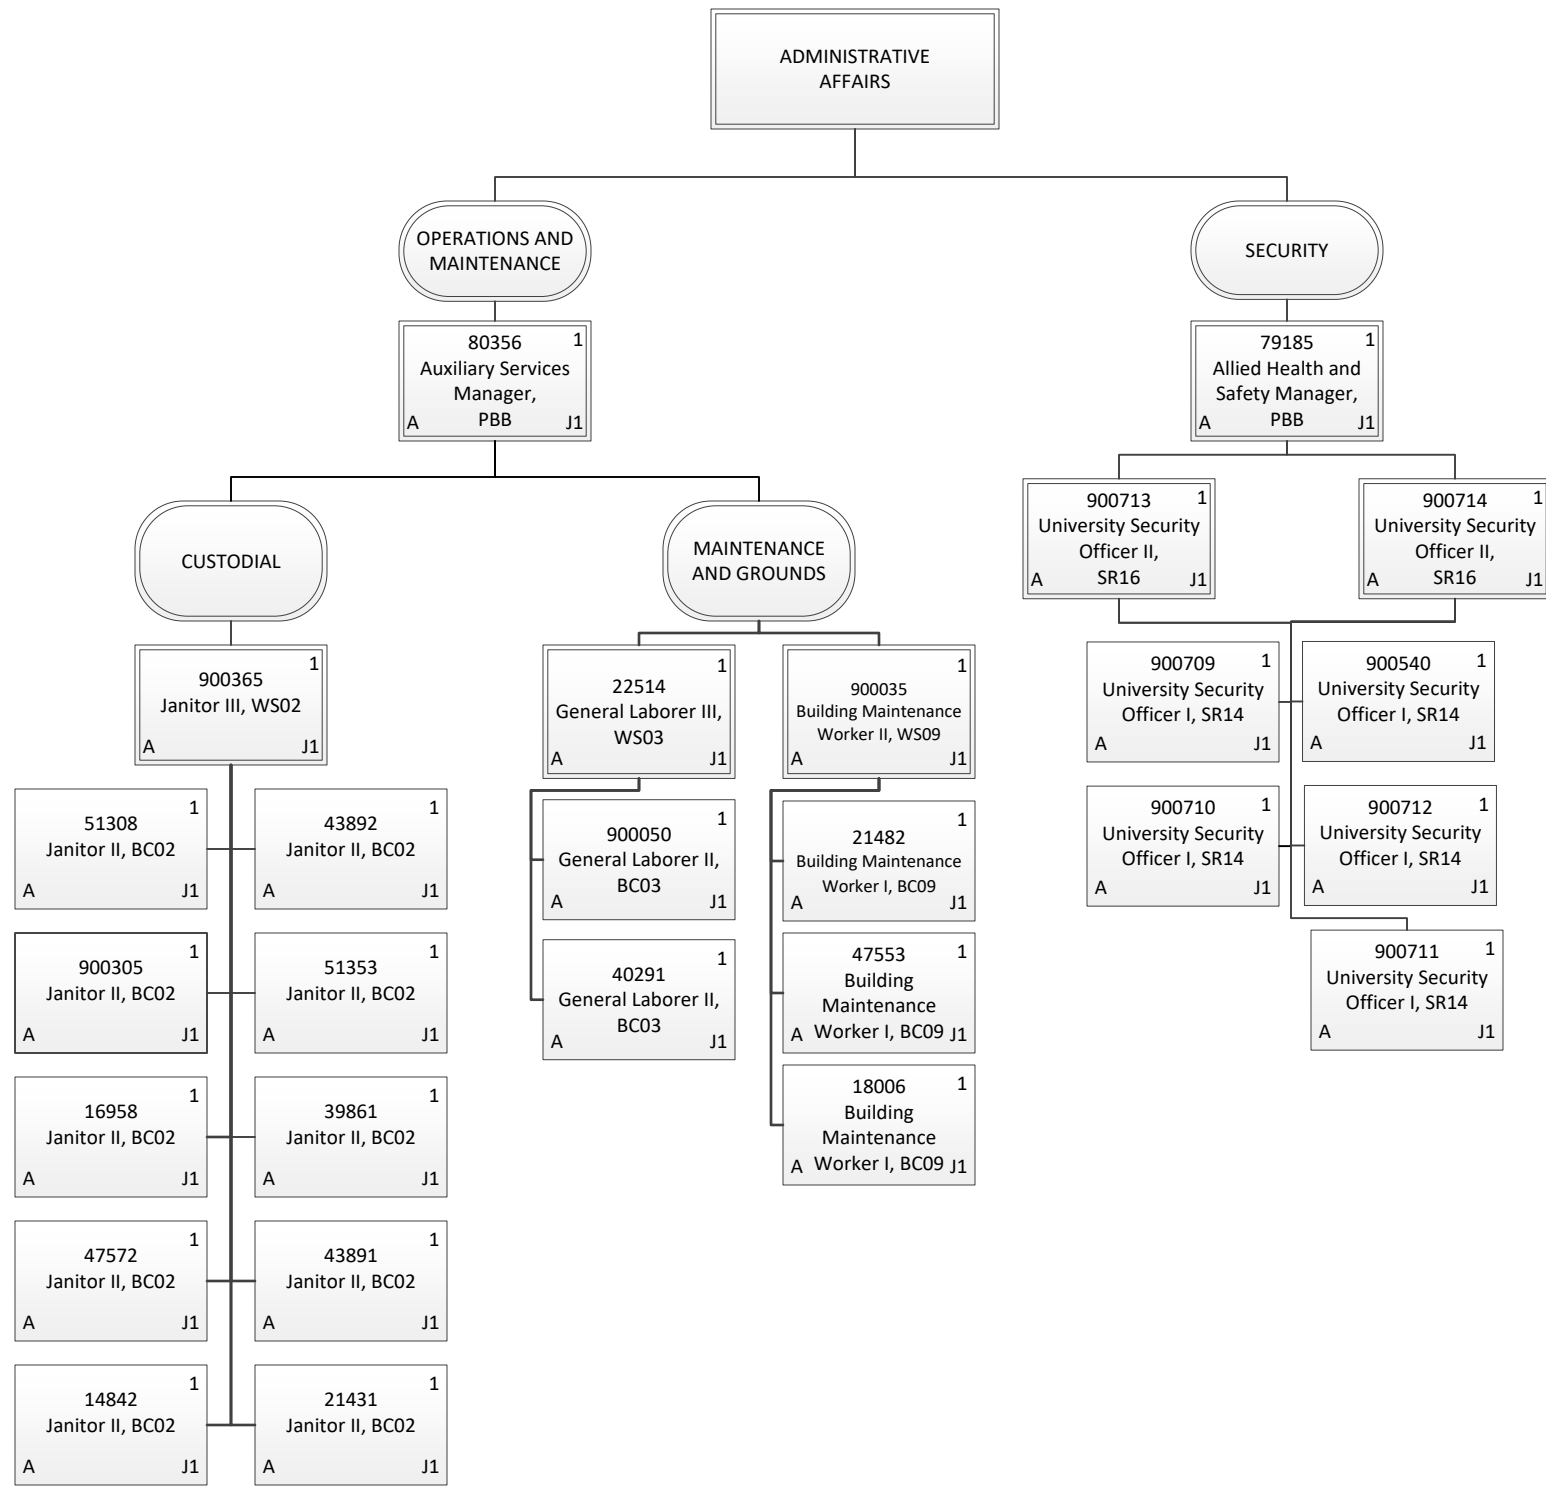 ADMINISTRATIVE
AFFAIRS
OPERATIONS AND
MAINTENANCE
SECURITY
80356 1
Auxiliary Services
Manager,
PBB
A J1
79185 1
Allied Health and
Safety Manager,
PBB
A J1
CUSTODIAL
MAINTENANCE
AND GROUNDS
900713 1
University Security
Officer II,
SR16
A J1
900714 1
University Security
Officer II,
SR16
A J1
1
900365
Janitor III, WS02
A J1
1
22514
General Laborer III,
WS03
A J1
1
900035
Building Maintenance
Worker II, WS09
A J1
900709 1
University Security
Officer I, SR14
A J1
900540 1
University Security
Officer I, SR14
A J1
1
51308
Janitor II, BC02
A J1
1
43892
Janitor II, BC02
A J1
1
900050
General Laborer II,
BC03
A J1
1
21482
Building Maintenance
Worker I, BC09
A J1
900710 1
University Security
Officer I, SR14
A J1
900712 1
University Security
Officer I, SR14
A J1
1
900305
Janitor II, BC02
A J1
1
51353
Janitor II, BC02
A J1
1
40291
General Laborer II,
BC03
A J1
47553 1
Building
Maintenance
A Worker I, BC09 J1
900711 1
University Security
Officer I, SR14
A J1
1
16958
Janitor II, BC02
A J1
1
39861
Janitor II, BC02
A J1
18006 1
Building
Maintenance
A Worker I, BC09 J1
1
47572
Janitor II, BC02
A J1
1
43891
Janitor II, BC02
A J1
1
14842
Janitor II, BC02
A J1
1
21431
Janitor II, BC02
A J1